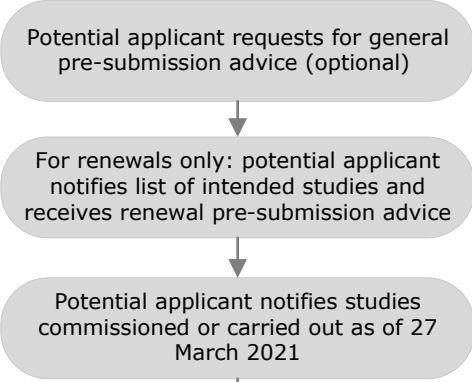 Potential applicant requests for general
pre-submission advice (optional)
For renewals only: potential applicant
notifies list of intended studies and
receives renewal pre-submission advice
Potential applicant notifies studies
commissioned or carried out as of 27
March 2021